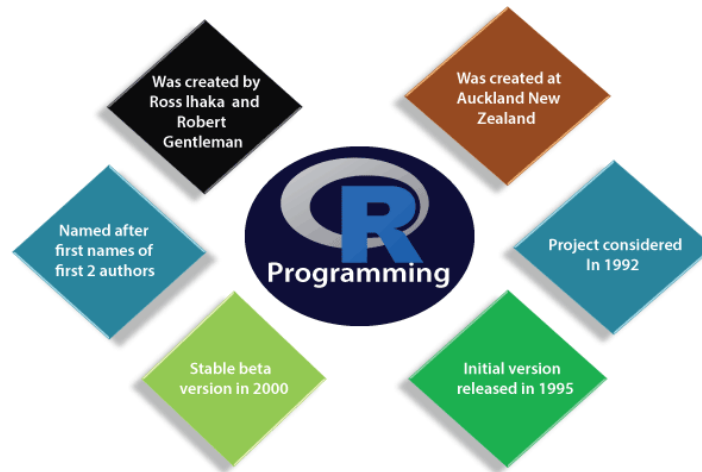 Was created by
Ross Ihaka and
Robert
Gentleman
Was created at
Auckland New
Zealand
Named after
first names of
first 2 authors
R
Programming
Project considered
In 1992
Stable beta
version in 2000
Initial version
released in 1995